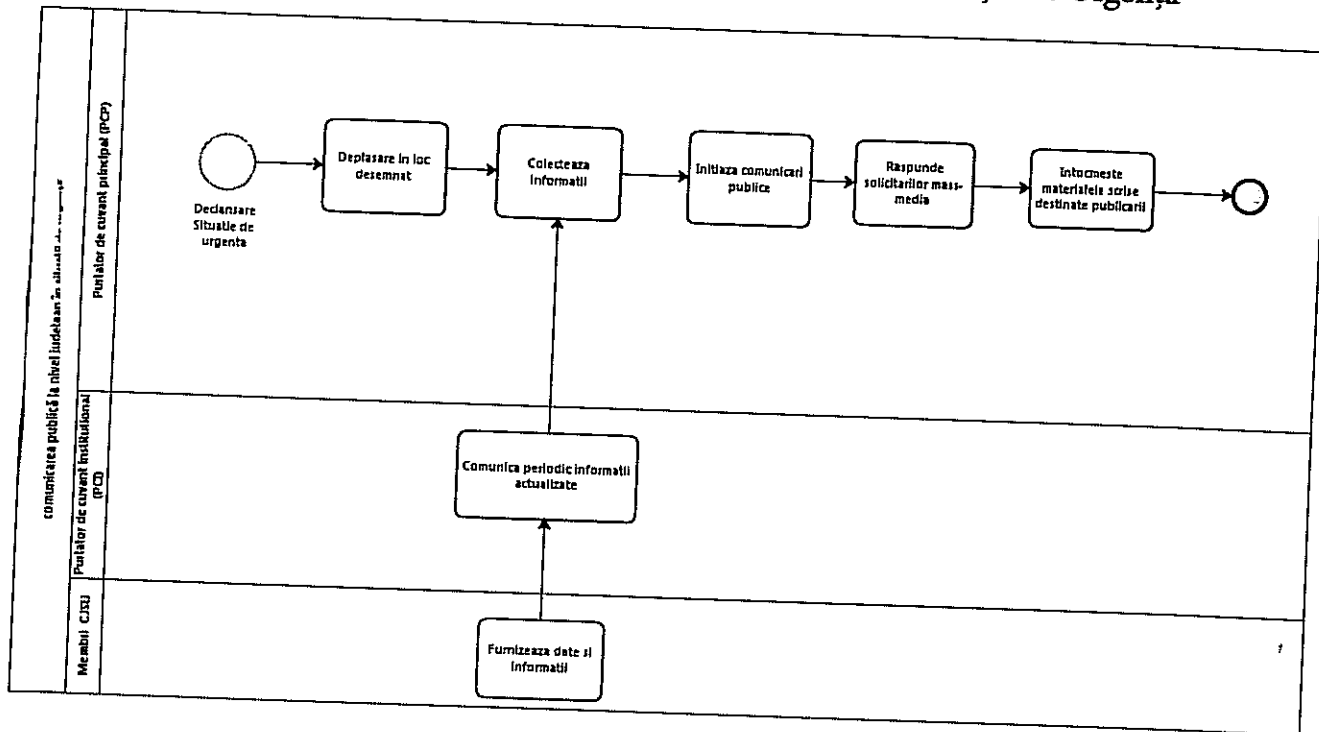 Urgență
comunicarea publică la nivel județean în situații de urgență
Purtator de cuvant principal (PCP)
Declansare
Situatie de
urgenta
Deplasare in loc
desemnat
Colecteaza
Informatii
Initiaza comunicari
publice
Raspunde
solicitarilor mass-
media
Intocmeste
materialele scrise
destinate publicarii
Purtator de cuvant institutional
(PCI)
Comunica periodic informatii
actualizate
Membii CJSU
Furnizeaza date si
Informatii